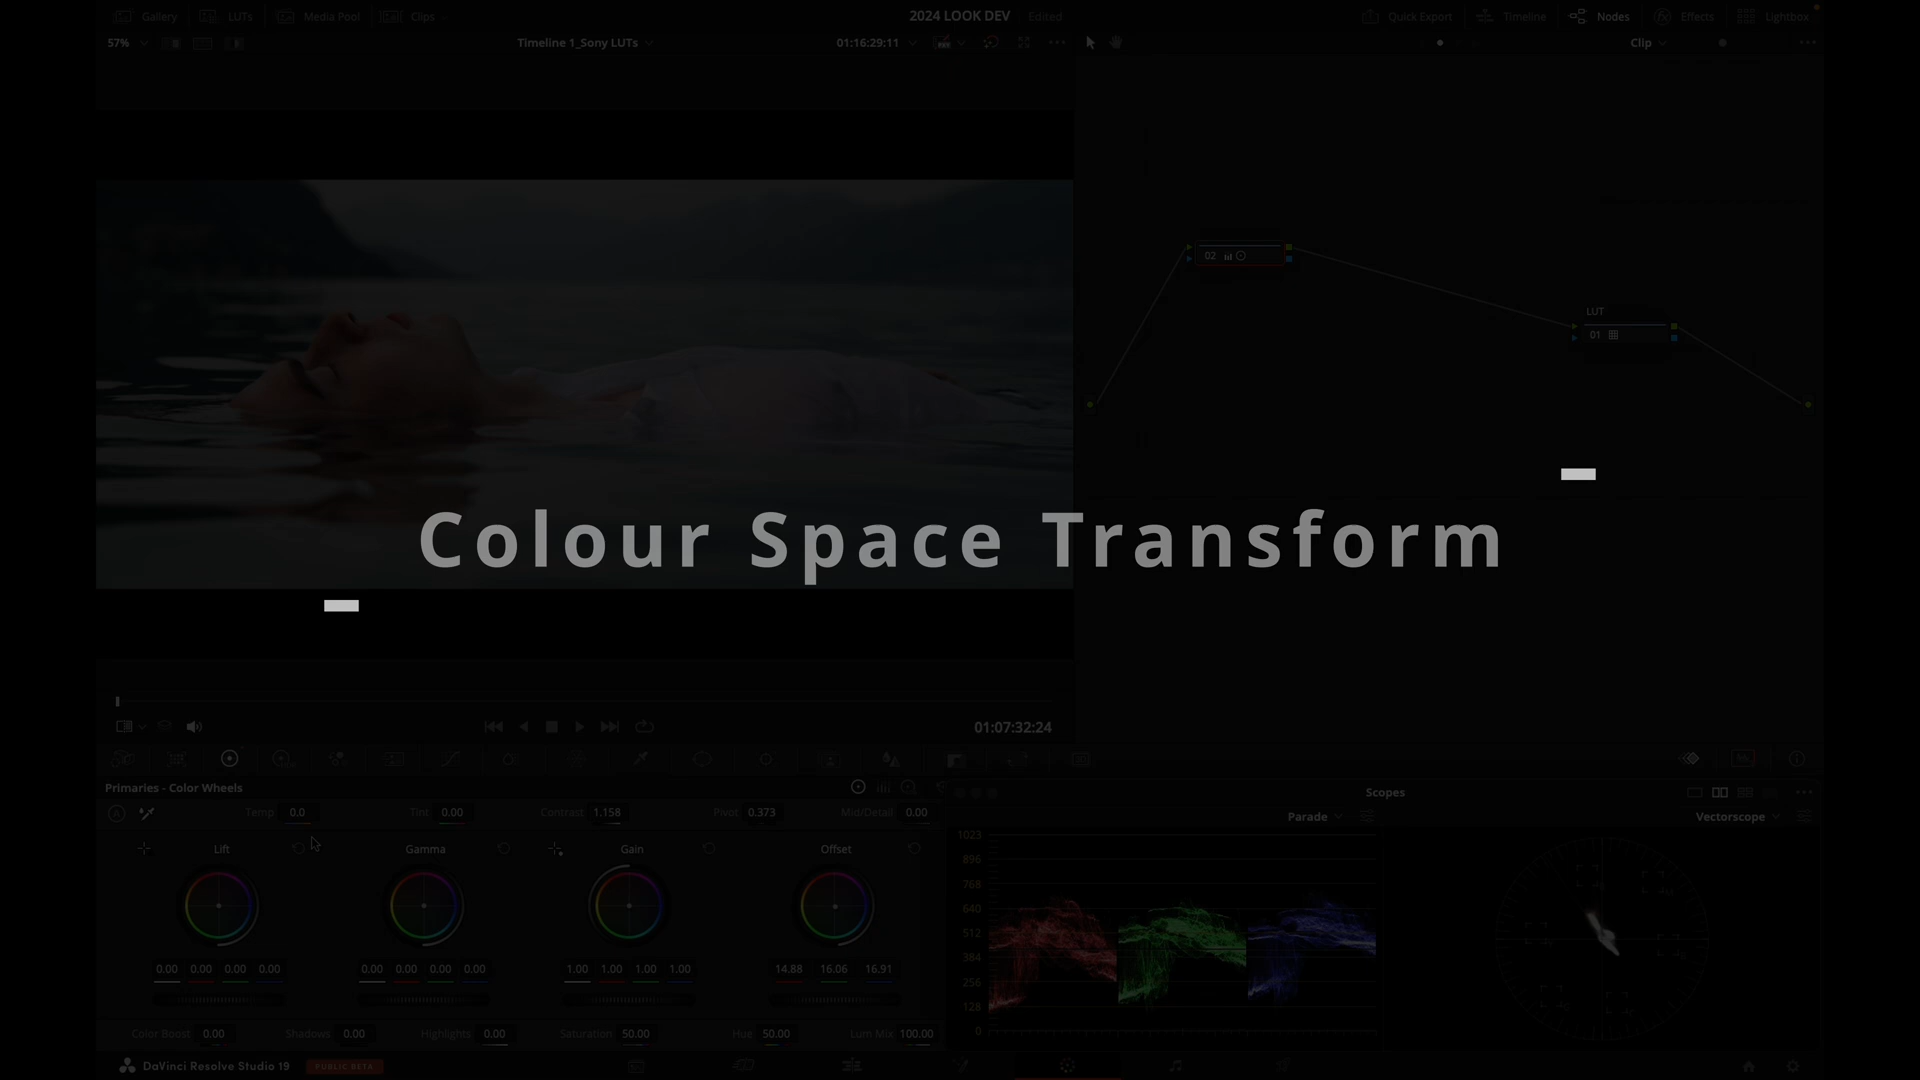 Gallery LUTs Media Pool Clips 2024 LOOK DEV Edited Quick Export Timeline Nodes Effects Lightbox
57% Timeline 1_Sony LUTs 01:16:29:11 Clip
02
LUT
01
Colour Space Transform
01:07:32:24
Primaries - Color Wheels
Temp 0.0 Tint 0.00 Contrast 1.158 Pivot 0.373 Mid/Detail 0.00
Lift Gamma Gain Offset
0.00 0.00 0.00 0.00 0.00 0.00 0.00 0.00 1.00 1.00 1.00 1.00 14.88 16.06 16.91
Color Boost 0.00 Shadows 0.00 Highlights 0.00 Saturation 50.00 Hue 50.00 Lum Mix 100.00
Scopes
Parade Vectorscope
1023
896
768
640
512
384
256
128
0
DaVinci Resolve Studio 19 PUBLIC BETA